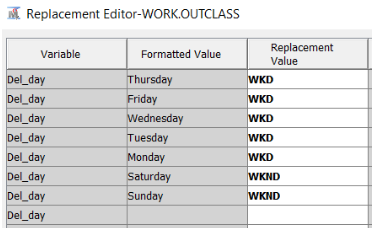 Replacement Editor-WORK.OUTCLASS
Variable Formatted Value Replacement Value
Del_day Thursday WKD
Del_day Friday WKD
Del_day Wednesday WKD
Del_day Tuesday WKD
Del_day Monday WKD
Del_day Saturday WKND
Del_day Sunday WKND
Del_day